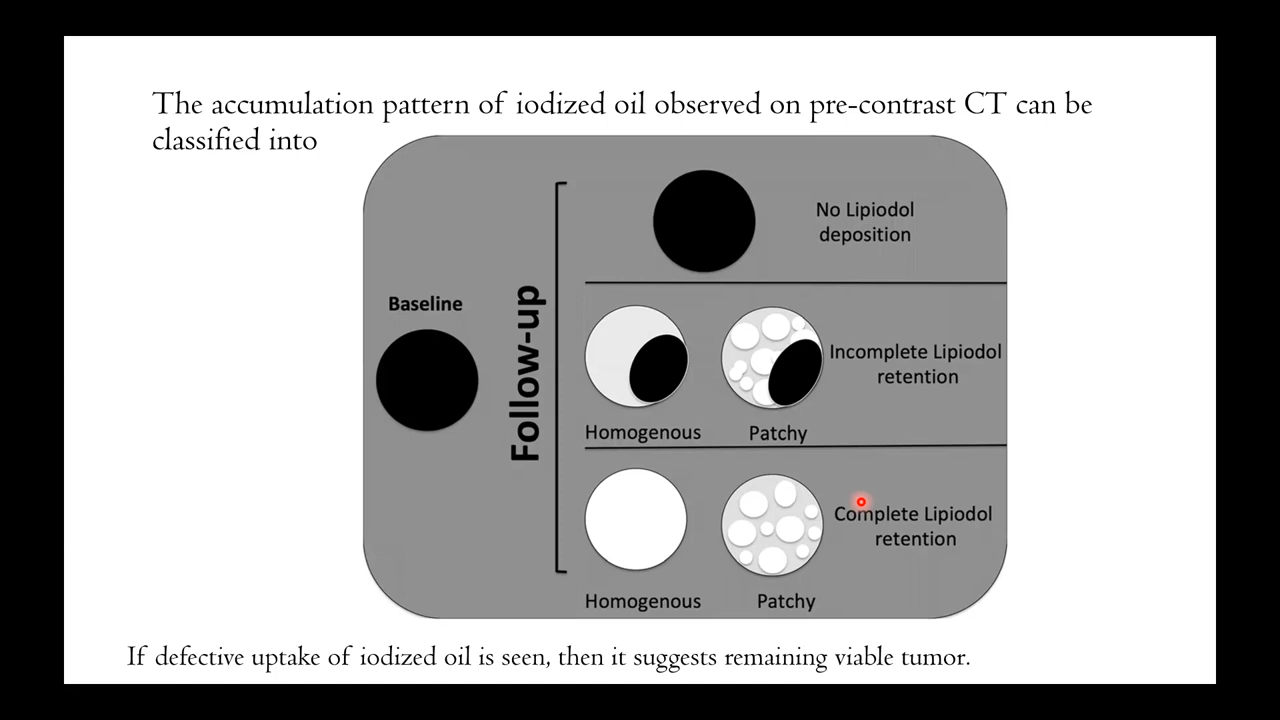 The accumulation pattern of iodized oil observed on pre-contrast CT can be
classified into
Baseline
Follow-up
No Lipiodol
deposition
Incomplete Lipiodol
retention
Homogenous
Patchy
Complete Lipiodol
retention
Homogenous
Patchy
If defective uptake of iodized oil is seen, then it suggests remaining viable tumor.